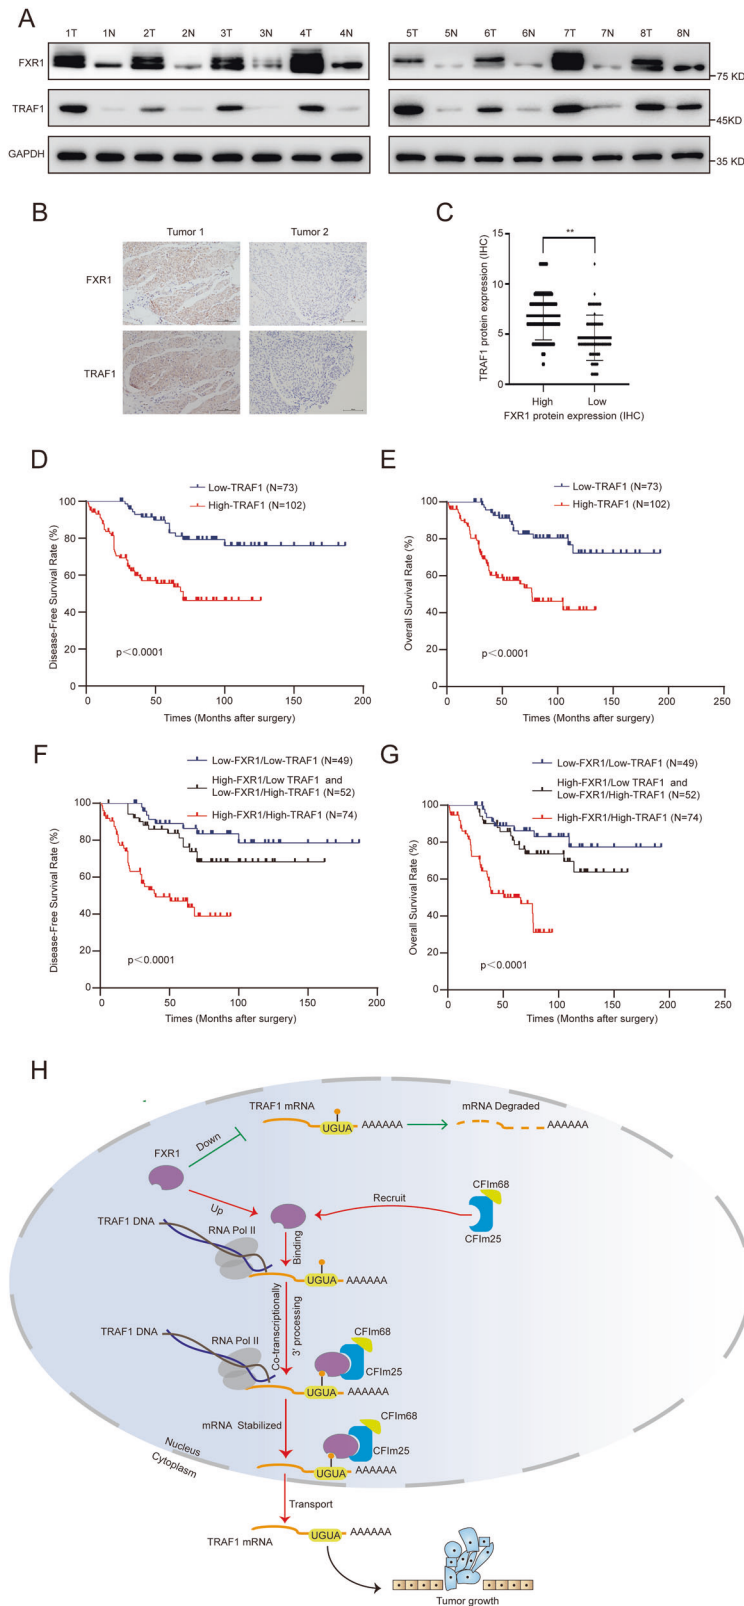 A
1T 1N 2T 2N 3T 3N 4T 4N
5T 5N 6T 6N 7T 7N 8T 8N
FXR1
75 KD
TRAF1
45KD
GAPDH
35 KD
B
Tumor 1 Tumor 2
FXR1
TRAF1
C
TRAF1 protein expression (IHC)
15
10
5
0
**
High Low
FXR1 protein expression (IHC)
D
Low-TRAF1 (N=73)
High-TRAF1 (N=102)
Disease-Free Survival Rate (%)
100
80
60
40
20
0
p<0.0001
0 50 100 150 200
Times (Months after surgery)
E
Low-TRAF1 (N=73)
High-TRAF1 (N=102)
Overall Survival Rate (%)
100
80
60
40
20
0
p<0.0001
0 50 100 150 200 250
Times (Months after surgery)
F
Low-FXR1/Low-TRAF1 (N=49)
High-FXR1/Low TRAF1 and
Low-FXR1/High-TRAF1 (N=52)
High-FXR1/High-TRAF1 (N=74)
Disease-Free Survival Rate (%)
100
80
60
40
20
0
p<0.0001
0 50 100 150 200
Times (Months after surgery)
G
Low-FXR1/Low-TRAF1 (N=49)
High-FXR1/Low TRAF1 and
Low-FXR1/High-TRAF1 (N=52)
High-FXR1/High-TRAF1 (N=74)
Overall Survival Rate (%)
100
80
60
40
20
0
p<0.0001
0 50 100 150 200 250
Times (Months after surgery)
H
TRAF1 mRNA
UGUA AAAAAA
mRNA Degraded
AAAAAA
Down
FXR1
Up
Recruit
CFIm68
CFIm25
TRAF1 DNA
RNA Pol II
Binding
UGUA AAAAAA
Co-transcriptionally
3' processing
TRAF1 DNA
RNA Pol II
CFIm68
CFIm25
UGUA AAAAAA
mRNA Stabilized
CFIm68
CFIm25
UGUA AAAAAA
Nucleus
Cytoplasm
Transport
TRAF1 mRNA
UGUA AAAAAA
Tumor growth